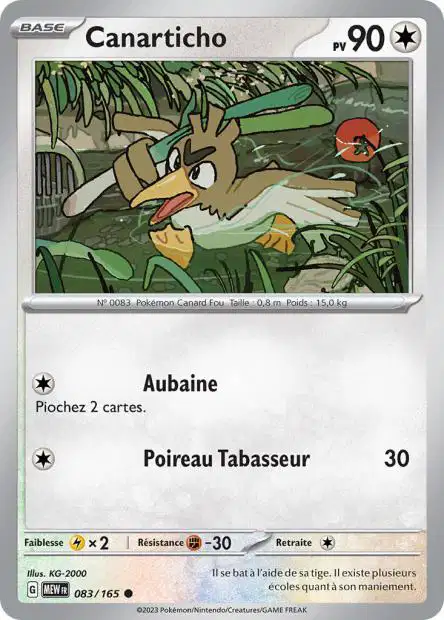 BASE
Canarticho
PV 90
N° 0083 Pokémon Canard Fou Taille : 0,8 m Poids : 15,0 kg
Aubaine
Piochez 2 cartes.
Poireau Tabasseur 30
Faiblesse ×2 Résistance -30 Retraite
Illus. KG-2000
Il se bat à l'aide de sa tige. Il existe plusieurs
écoles quant à son maniement.
G MEW FR 083/165
©2023 Pokémon/Nintendo/Creatures/GAME FREAK